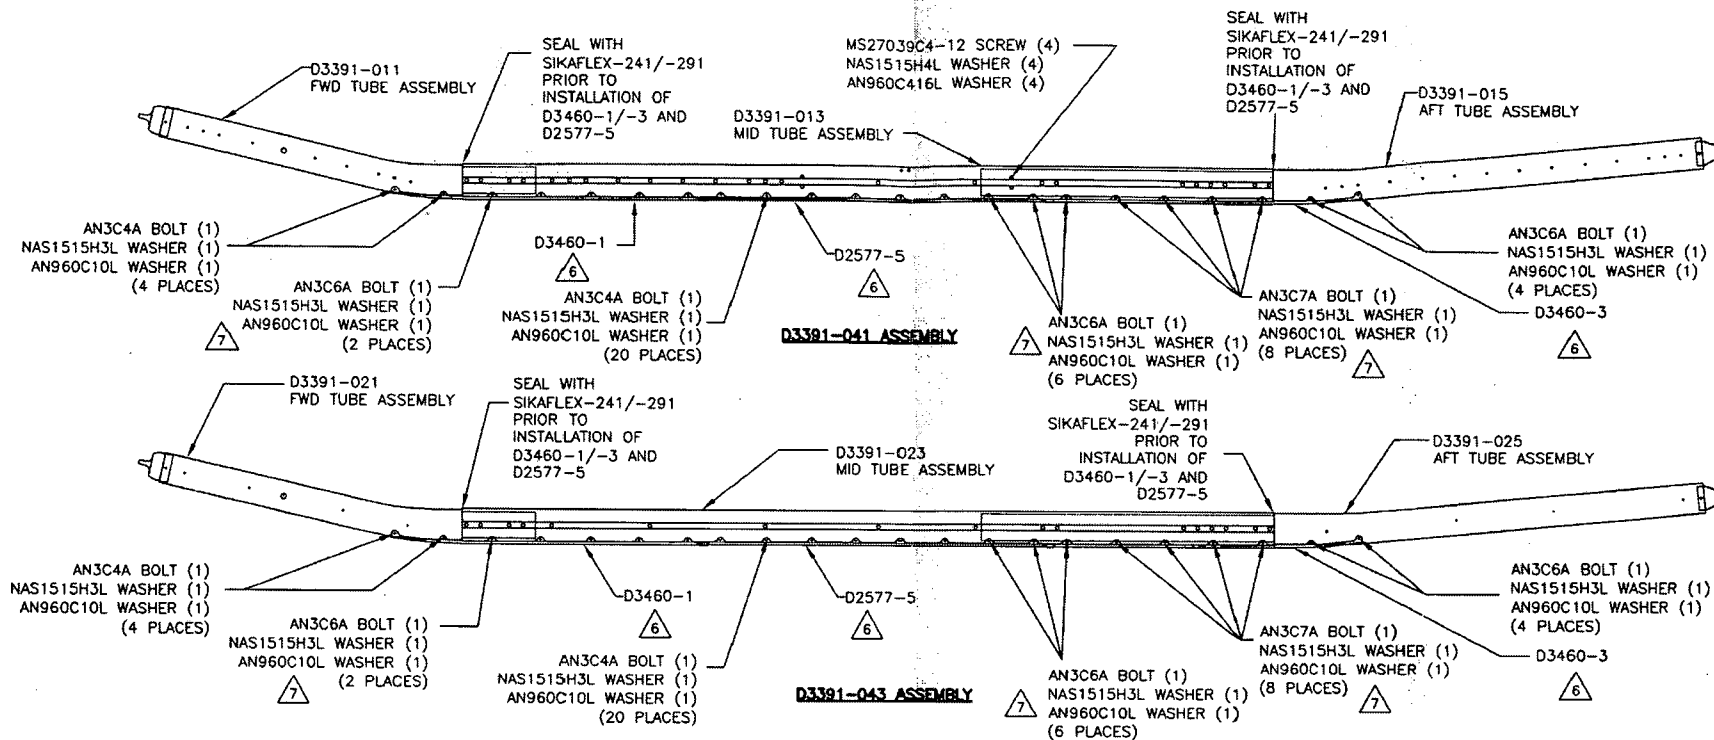 SEAL WITH
SIKAFLEX-241/-291
PRIOR TO
INSTALLATION OF
D3460-1/-3 AND
D2577-5
D3391-011
FWD TUBE ASSEMBLY
MS27039C4-12 SCREW (4)
NAS1515H4L WASHER (4)
AN960C416L WASHER (4)
D3391-013
MID TUBE ASSEMBLY
SEAL WITH
SIKAFLEX-241/-291
PRIOR TO
INSTALLATION OF
D3460-1/-3 AND
D2577-5
D3391-015
AFT TUBE ASSEMBLY
AN3C4A BOLT (1)
NAS1515H3L WASHER (1)
AN960C10L WASHER (1)
(4 PLACES)
AN3C6A BOLT (1)
NAS1515H3L WASHER (1)
AN960C10L WASHER (1)
(2 PLACES)
7
D3460-1
6
AN3C4A BOLT (1)
NAS1515H3L WASHER (1)
AN960C10L WASHER (1)
(20 PLACES)
D2577-5
6
D3391-041 ASSEMBLY
7
AN3C6A BOLT (1)
NAS1515H3L WASHER (1)
AN960C10L WASHER (1)
(6 PLACES)
AN3C7A BOLT (1)
NAS1515H3L WASHER (1)
AN960C10L WASHER (1)
(8 PLACES)
7
AN3C6A BOLT (1)
NAS1515H3L WASHER (1)
AN960C10L WASHER (1)
(4 PLACES)
D3460-3
6
D3391-021
FWD TUBE ASSEMBLY
SEAL WITH
SIKAFLEX-241/-291
PRIOR TO
INSTALLATION OF
D3460-1/-3 AND
D2577-5
D3391-023
MID TUBE ASSEMBLY
SEAL WITH
SIKAFLEX-241/-291
PRIOR TO
INSTALLATION OF
D3460-1/-3 AND
D2577-5
D3391-025
AFT TUBE ASSEMBLY
AN3C4A BOLT (1)
NAS1515H3L WASHER (1)
AN960C10L WASHER (1)
(4 PLACES)
AN3C6A BOLT (1)
NAS1515H3L WASHER (1)
AN960C10L WASHER (1)
(2 PLACES)
7
D3460-1
6
AN3C4A BOLT (1)
NAS1515H3L WASHER (1)
AN960C10L WASHER (1)
(20 PLACES)
D2577-5
6
D3391-043 ASSEMBLY
7
AN3C6A BOLT (1)
NAS1515H3L WASHER (1)
AN960C10L WASHER (1)
(6 PLACES)
AN3C7A BOLT (1)
NAS1515H3L WASHER (1)
AN960C10L WASHER (1)
(8 PLACES)
7
AN3C6A BOLT (1)
NAS1515H3L WASHER (1)
AN960C10L WASHER (1)
(4 PLACES)
D3460-3
6